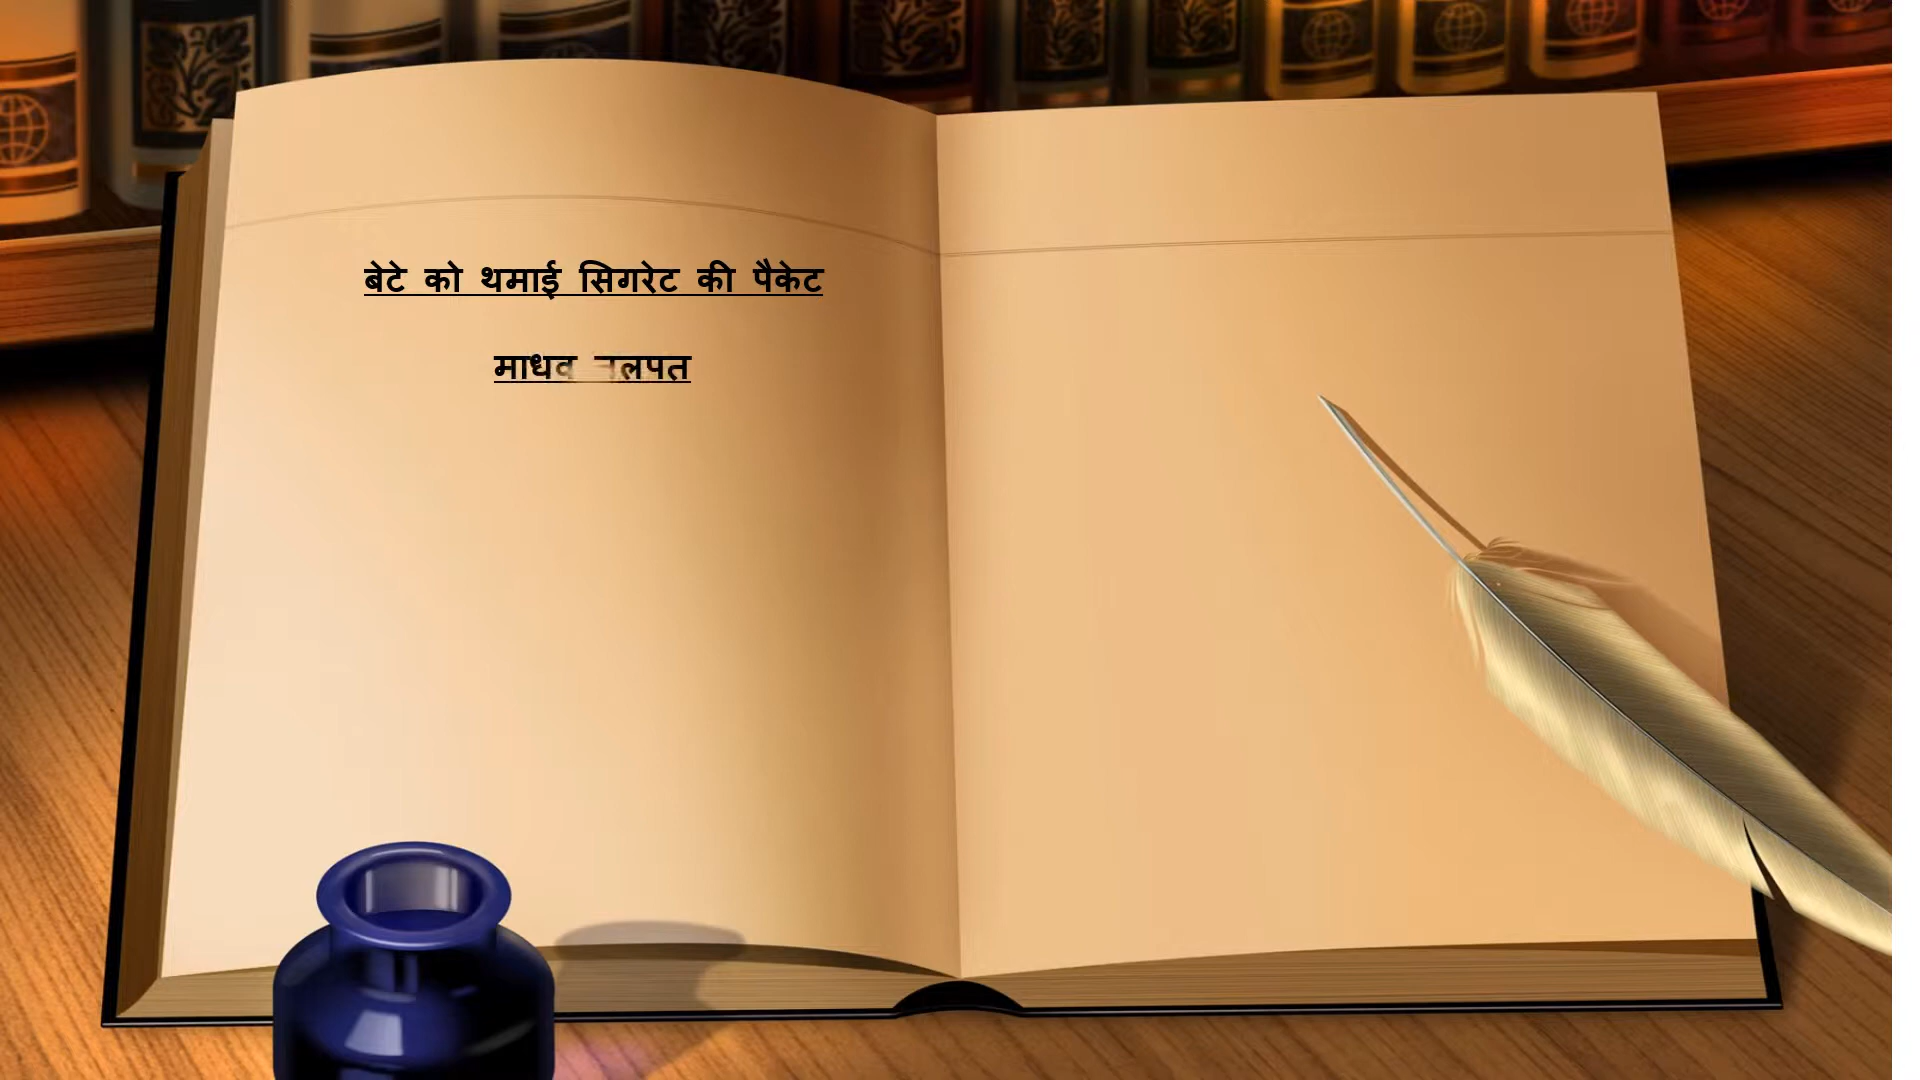 बेटे को थमाई सिगरेट की पैकेट
माधव